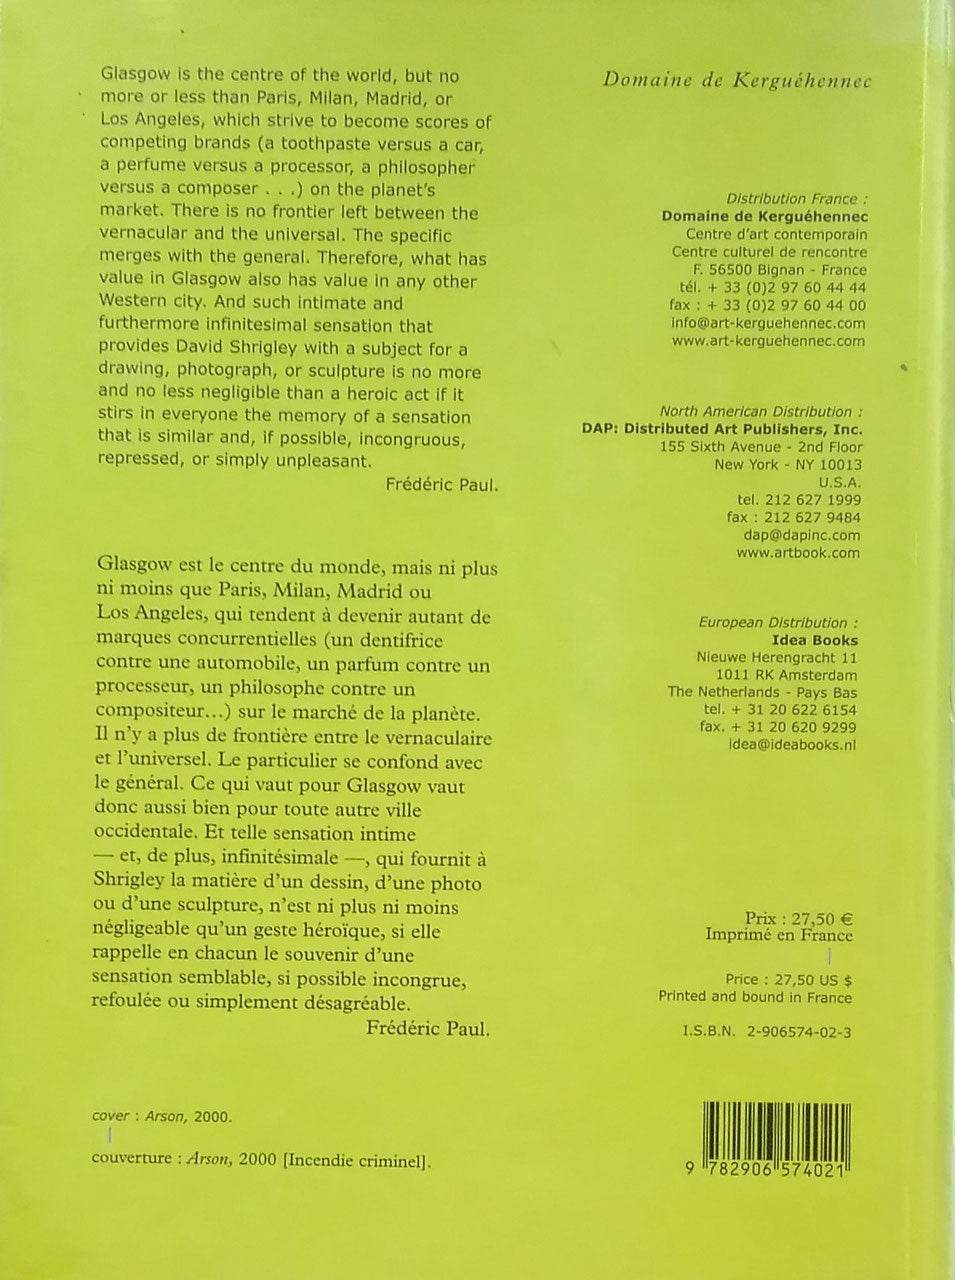 Glasgow is the centre of the world, but no
more or less than Paris, Milan, Madrid, or
Los Angeles, which strive to become scores of
competing brands (a toothpaste versus a car,
a perfume versus a processor, a philosopher
versus a composer . . .) on the planet's
market. There is no frontier left between the
vernacular and the universal. The specific
merges with the general. Therefore, what has
value in Glasgow also has value in any other
Western city. And such intimate and
furthermore infinitesimal sensation that
provides David Shrigley with a subject for a
drawing, photograph, or sculpture is no more
and no less negligible than a heroic act if it
stirs in everyone the memory of a sensation
that is similar and, if possible, incongruous,
repressed, or simply unpleasant.
Frédéric Paul.
Glasgow est le centre du monde, mais ni plus
ni moins que Paris, Milan, Madrid ou
Los Angeles, qui tendent à devenir autant de
marques concurrentielles (un dentifrice
contre une automobile, un parfum contre un
processeur, un philosophe contre un
compositeur...) sur le marché de la planète.
Il n'y a plus de frontière entre le vernaculaire
et l'universel. Le particulier se confond avec
le général. Ce qui vaut pour Glasgow vaut
donc aussi bien pour toute autre ville
occidentale. Et telle sensation intime
— et, de plus, infinitésimale —, qui fournit à
Shrigley la matière d'un dessin, d'une photo
ou d'une sculpture, n'est ni plus ni moins
négligeable qu'un geste héroïque, si elle
rappelle en chacun le souvenir d'une
sensation semblable, si possible incongrue,
refoulée ou simplement désagréable.
Frédéric Paul.
cover : Arson, 2000.
couverture : Arson, 2000 [Incendie criminel].
Domaine de Kerguéhennec
Distribution France :
Domaine de Kerguéhennec
Centre d'art contemporain
Centre culturel de rencontre
F. 56500 Bignan - France
tél. + 33 (0)2 97 60 44 44
fax : + 33 (0)2 97 60 44 00
info@art-kerguehennec.com
www.art-kerguehennec.com
North American Distribution :
DAP: Distributed Art Publishers, Inc.
155 Sixth Avenue - 2nd Floor
New York - NY 10013
U.S.A.
tel. 212 627 1999
fax : 212 627 9484
dap@dapinc.com
www.artbook.com
European Distribution :
Idea Books
Nieuwe Herengracht 11
1011 RK Amsterdam
The Netherlands - Pays Bas
tel. + 31 20 622 6154
fax. + 31 20 620 9299
idea@ideabooks.nl
Prix : 27,50 €
Imprimé en France
Price : 27,50 US $
Printed and bound in France
I.S.B.N. 2-906574-02-3
9 782906 574021